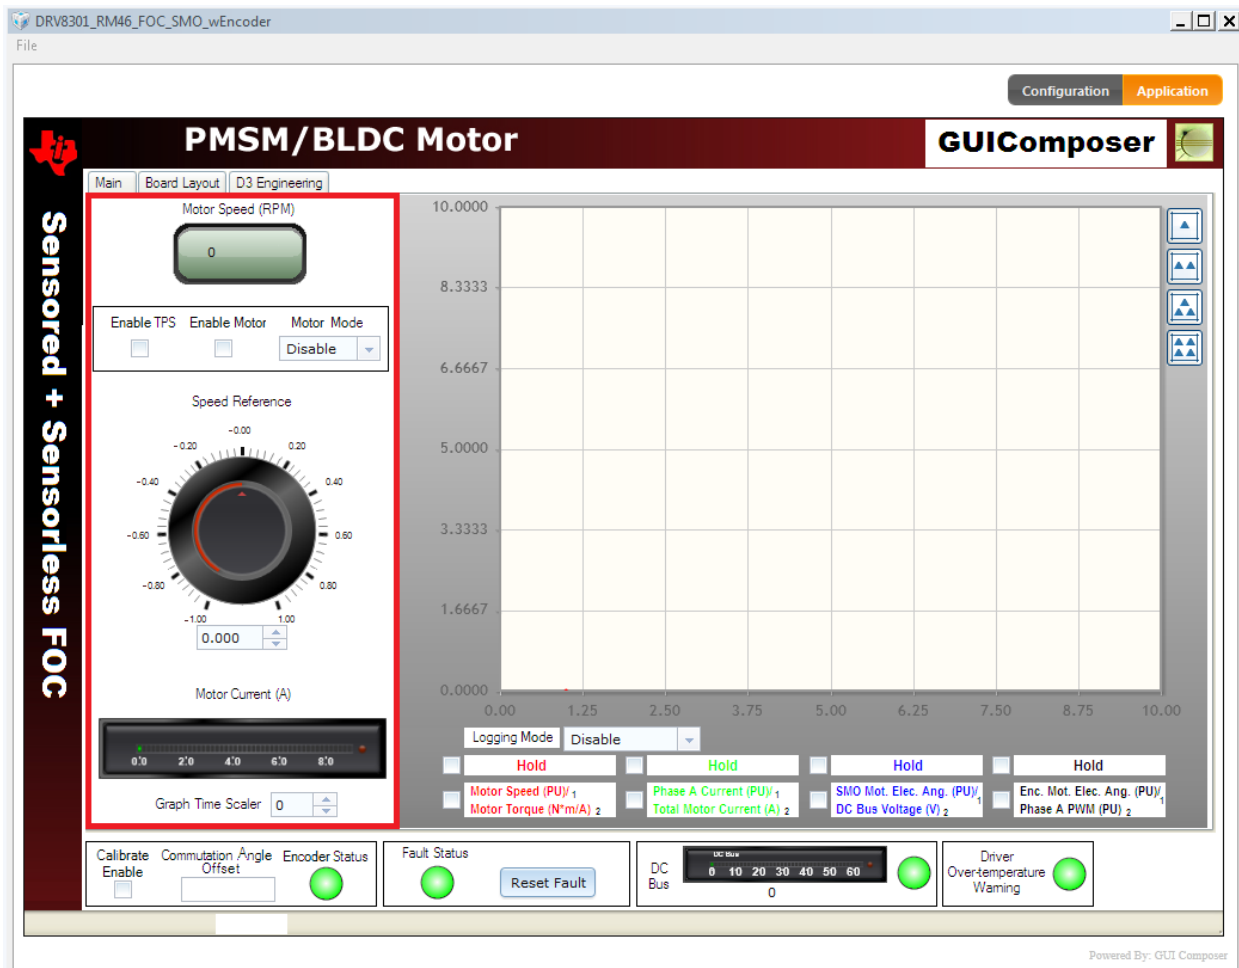 DRV8301_RM46_FOC_SMO_wEncoder
File
Configuration Application
PMSM/BLDC Motor
GUIComposer
Sensored + Sensorless FOC
Main Board Layout D3 Engineering
Motor Speed (RPM)
0
Enable TPS Enable Motor Motor Mode
Disable
Speed Reference
-0.00
-0.20 0.20
-0.40 0.40
-0.60 0.60
-0.80 0.80
-1.00 1.00
0.000
Motor Current (A)
0.0 2.0 4.0 6.0 8.0
Graph Time Scaler 0
10.0000
8.3333
6.6667
5.0000
3.3333
1.6667
0.0000
0.00 1.25 2.50 3.75 5.00 6.25 7.50 8.75 10.00
Logging Mode Disable
Hold Hold Hold Hold
Motor Speed (PU)/ 1
Motor Torque (N*m/A) 2
Phase A Current (PU)/ 1
Total Motor Current (A) 2
SMO Mot. Elec. Ang. (PU)/ 1
DC Bus Voltage (V) 2
Enc. Mot. Elec. Ang. (PU)/ 1
Phase A PWM (PU) 2
Calibrate
Enable
Commutation Angle
Offset
Encoder Status
Fault Status
Reset Fault
DC
Bus
DC Bus
0 10 20 30 40 50 60
0
Driver
Over-temperature
Warning
Powered By: GUI Composer